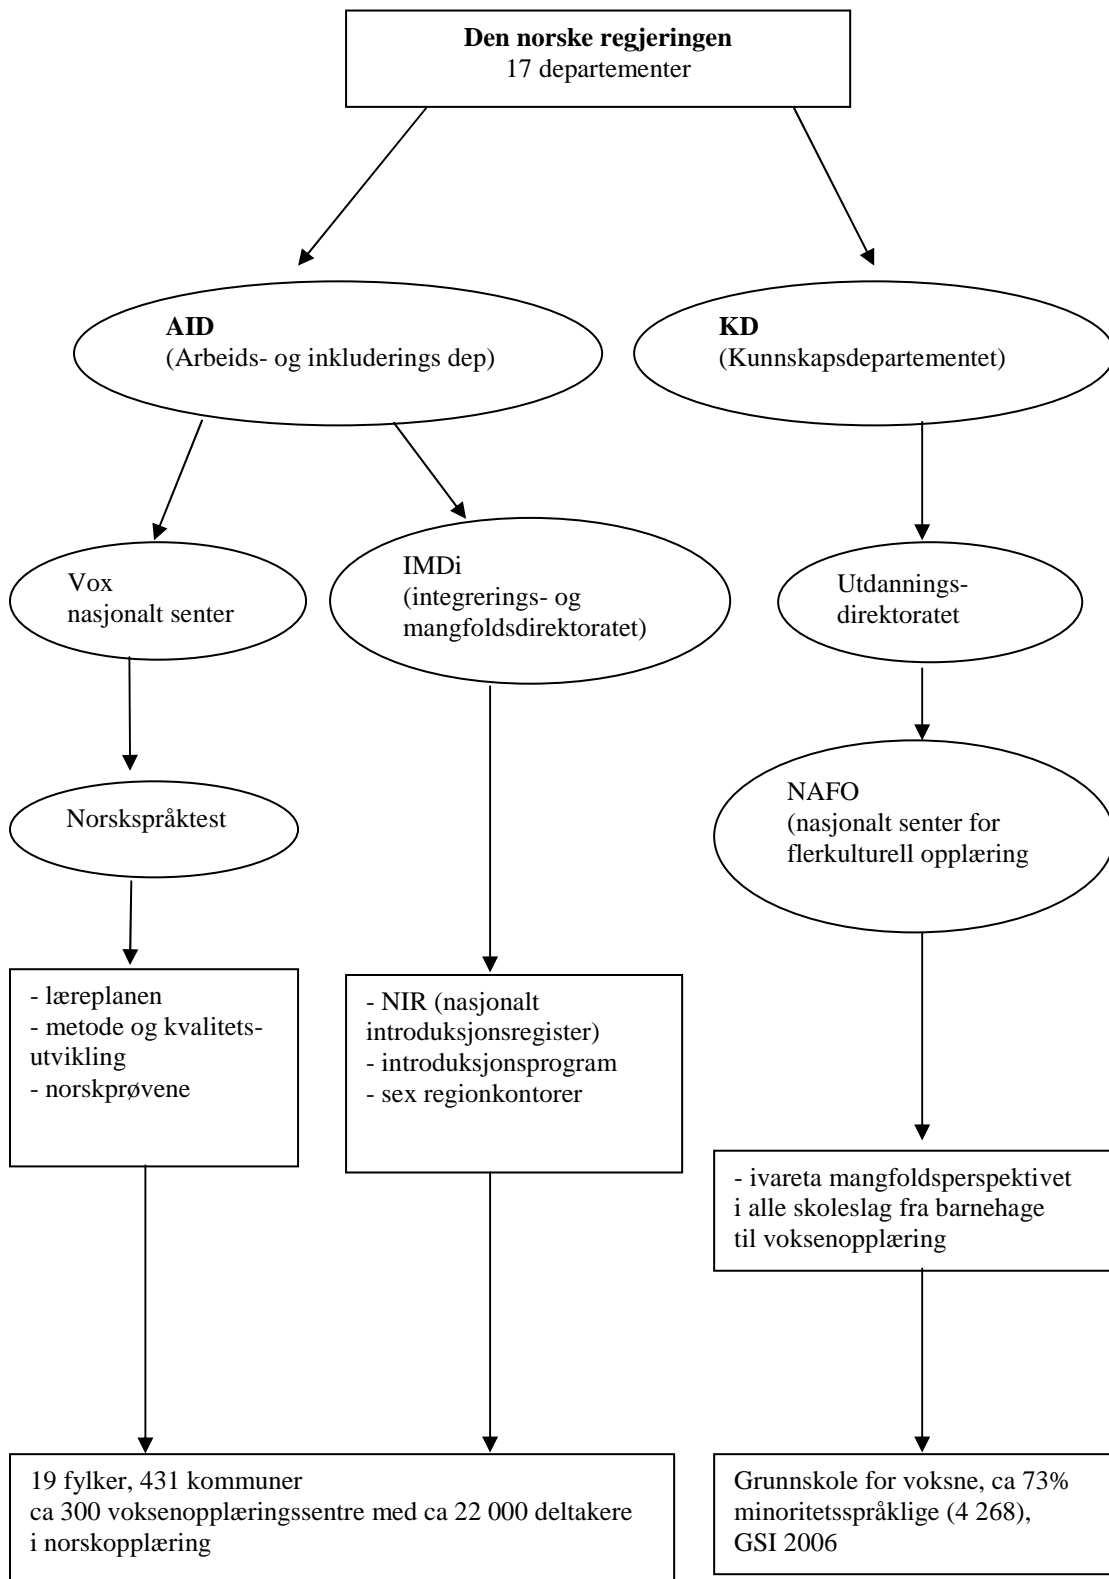 Den norske regjeringen
17 departementer
AID
(Arbeids- og inkluderings dep)
KD
(Kunnskapsdepartementet)
Vox
nasjonalt senter
IMDi
(integrerings- og
mangfoldsdirektoratet)
Utdannings-
direktoratet
Norskspråktest
NAFO
(nasjonalt senter for
flerkulturell opplæring
- læreplanen
- metode og kvalitets-
utvikling
- norskprøvene
- NIR (nasjonalt
introduksjonsregister)
- introduksjonsprogram
- sex regionkontorer
- ivareta mangfoldsperspektivet
i alle skoleslag fra barnehage
til voksenopplæring
19 fylker, 431 kommuner
ca 300 voksenopplæringssentre med ca 22 000 deltakere
i norskopplæring
Grunnskole for voksne, ca 73%
minoritetsspråklige (4 268),
GSI 2006